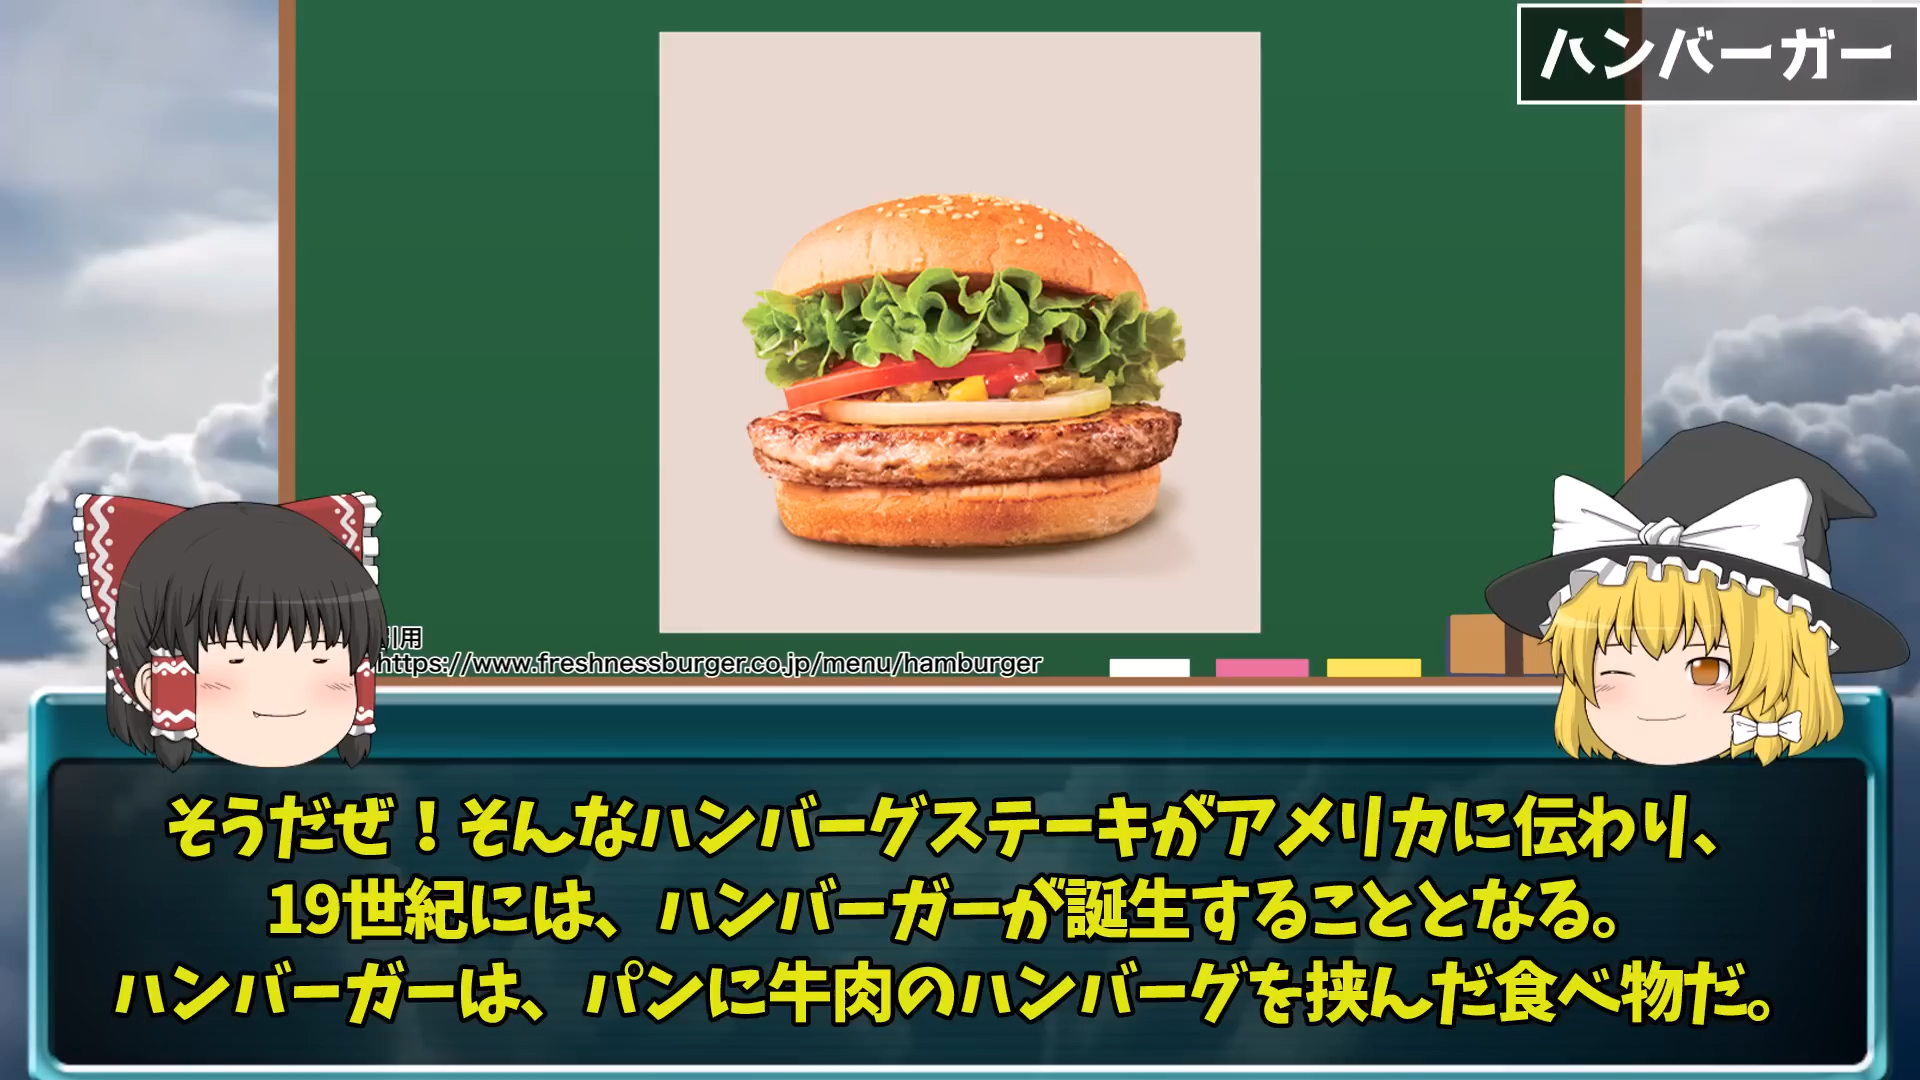 ハンバーガー
引用
https://www.freshnessburger.co.jp/menu/hamburger
そうだぜ！そんなハンバーグステーキがアメリカに伝わり、
19世紀には、ハンバーガーが誕生することとなる。
ハンバーガーは、パンに牛肉のハンバーグを挟んだ食べ物だ。